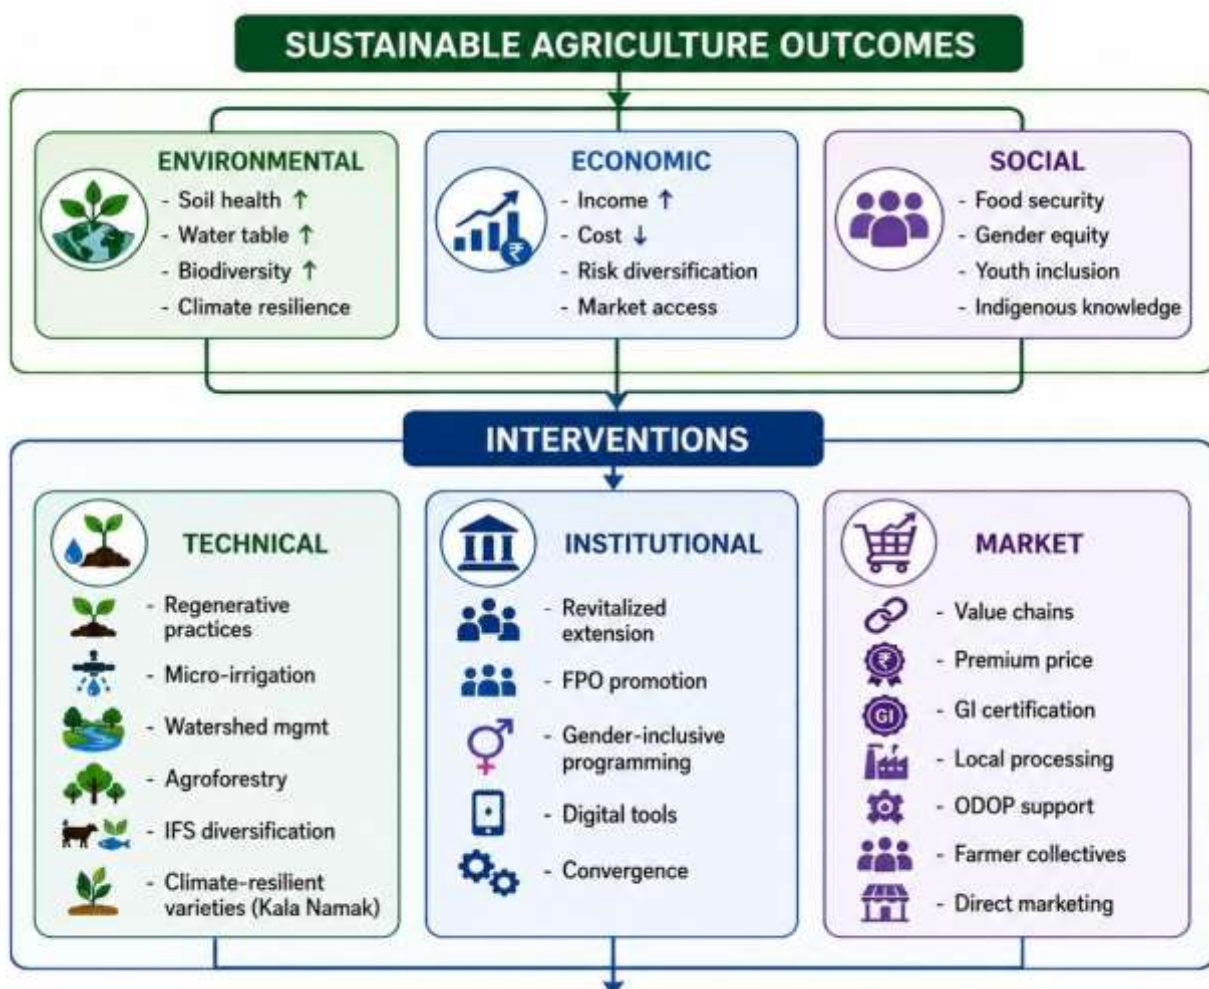 SUSTAINABLE AGRICULTURE OUTCOMES
ENVIRONMENTAL
- Soil health ↑
- Water table ↑
- Biodiversity ↑
- Climate resilience
ECONOMIC
- Income ↑
- Cost ↓
- Risk diversification
- Market access
₹
SOCIAL
- Food security
- Gender equity
- Youth inclusion
- Indigenous knowledge
INTERVENTIONS
TECHNICAL
- Regenerative
practices
- Micro-irrigation
- Watershed mgmt
- Agroforestry
- IFS diversification
- Climate-resilient
varieties (Kala Namak)
INSTITUTIONAL
- Revitalized
extension
- FPO promotion
- Gender-inclusive
programming
- Digital tools
- Convergence
MARKET
- Value chains
₹
- Premium price
GI
- GI certification
- Local processing
- ODOP support
- Farmer collectives
- Direct marketing